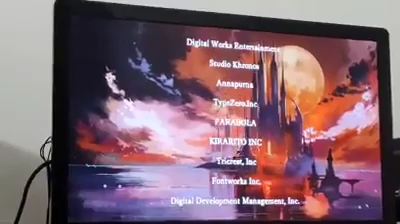 Digital Works Entertainment
Studio Khronos
Annapurna
TypeZero.Inc
PARABOLA
KIRARITO INC
Tricrest, Inc
Fontworks Inc.
Digital Development Management, Inc.